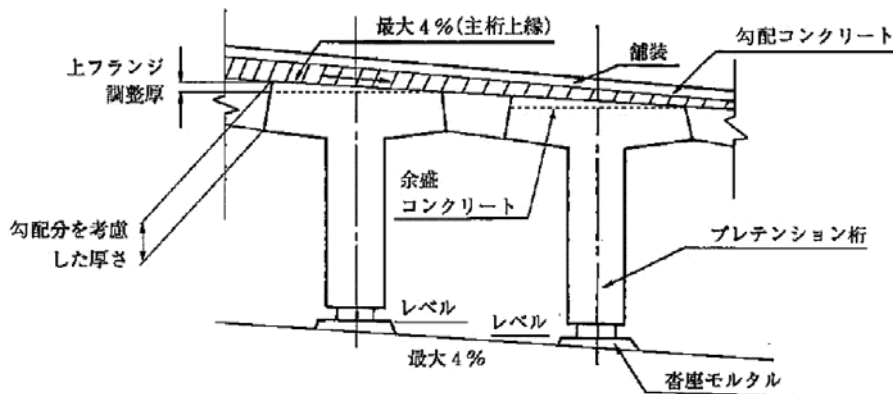 最大4%(主桁上縁)
舗装
勾配コンクリート
上フランジ
調整厚
余盛
コンクリート
勾配分を考慮
した厚さ
プレテンション桁
レベル
レベル
最大4%
沓座モルタル